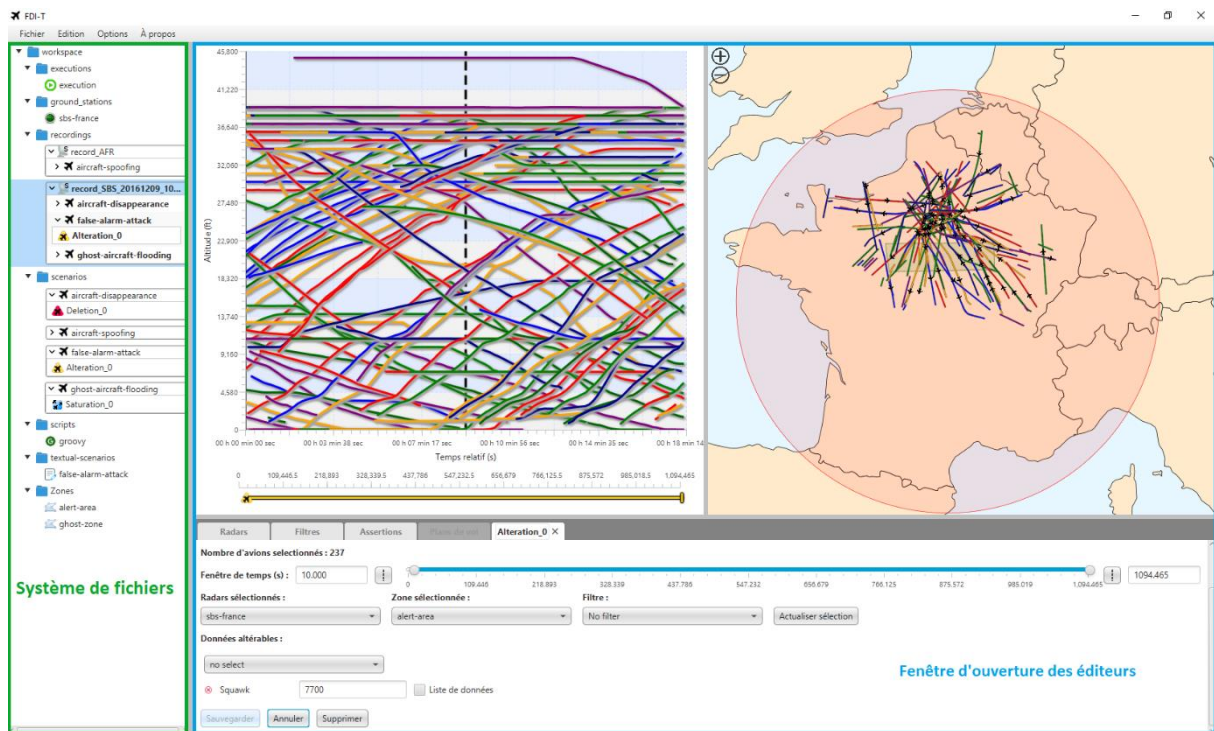 FDI-T
Fichier Edition Options À propos
workspace
executions
execution
ground_stations
sbs-france
recordings
record_AFR
aircraft-spoofing
record_SBS_20161209_10...
aircraft-disappearance
false-alarm-attack
Alteration_0
ghost-aircraft-flooding
scenarios
aircraft-disappearance
Deletion_0
aircraft-spoofing
false-alarm-attack
Alteration_0
ghost-aircraft-flooding
Saturation_0
scripts
groovy
textual-scenarios
false-alarm-attack
Zones
alert-area
ghost-zone
Système de fichiers
Altitude (ft)
45,800
41,220
36,640
32,060
27,480
22,900
18,320
13,740
9,160
4,580
0
00 h 00 min 00 sec 00 h 03 min 38 sec 00 h 07 min 17 sec 00 h 10 min 56 sec 00 h 14 min 35 sec 00 h 18 min 14
Temps relatif (s)
0 109,446.5 218,893 328,339.5 437,786 547,232.5 656,679 766,125.5 875,572 985,018.5 1,094,465
Radars Filtres Assertions Plans de vol Alteration_0
Nombre d'avions selectionnés : 237
Fenêtre de temps (s) : 10.000 1094.465
0 109.446 218.893 328.339 437.786 547.232 656.679 766.125 875.572 985.019 1,094.465
Radars sélectionnés : Zone sélectionnée : Filtre :
sbs-france alert-area No filter Actualiser sélection
Données altérables :
no select
Squawk 7700 Liste de données
Sauvegarder Annuler Supprimer
Fenêtre d'ouverture des éditeurs